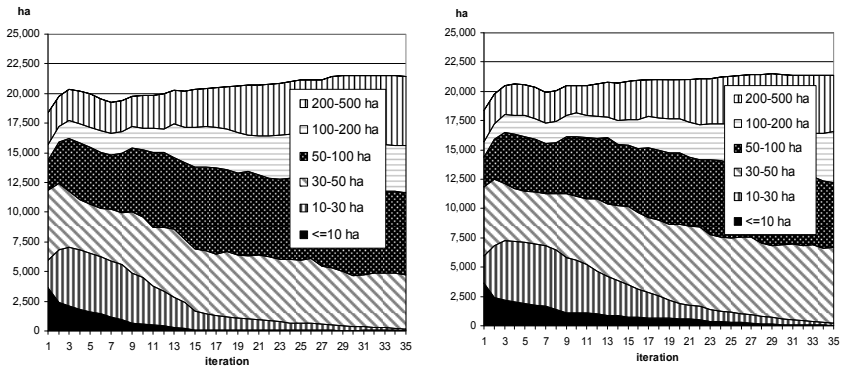 ha
25,000
22,500
20,000
17,500
15,000
12,500
10,000
7,500
5,000
2,500
0
200-500 ha
100-200 ha
50-100 ha
30-50 ha
10-30 ha
<=10 ha
1 3 5 7 9 11 13 15 17 19 21 23 25 27 29 31 33 35
iteration
ha
25,000
22,500
20,000
17,500
15,000
12,500
10,000
7,500
5,000
2,500
0
200-500 ha
100-200 ha
50-100 ha
30-50 ha
10-30 ha
<=10 ha
1 3 5 7 9 11 13 15 17 19 21 23 25 27 29 31 33 35
iteration